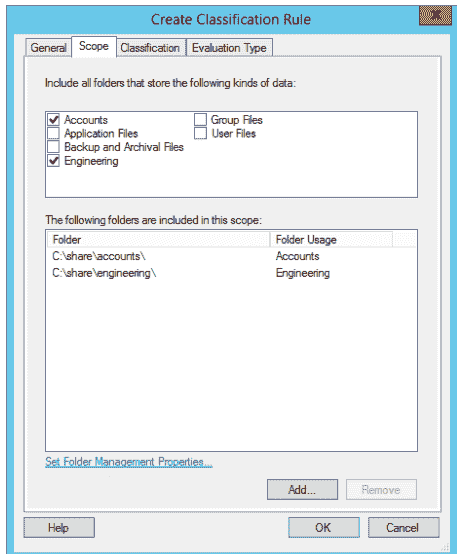 Create Classification Rule
General Scope Classification Evaluation Type
Include all folders that store the following kinds of data:
Accounts Group Files
Application Files User Files
Backup and Archival Files
Engineering
The following folders are included in this scope:
Folder Folder Usage
C:\share\accounts\ Accounts
C:\share\engineering\ Engineering
Set Folder Management Properties...
Add... Remove
Help OK Cancel